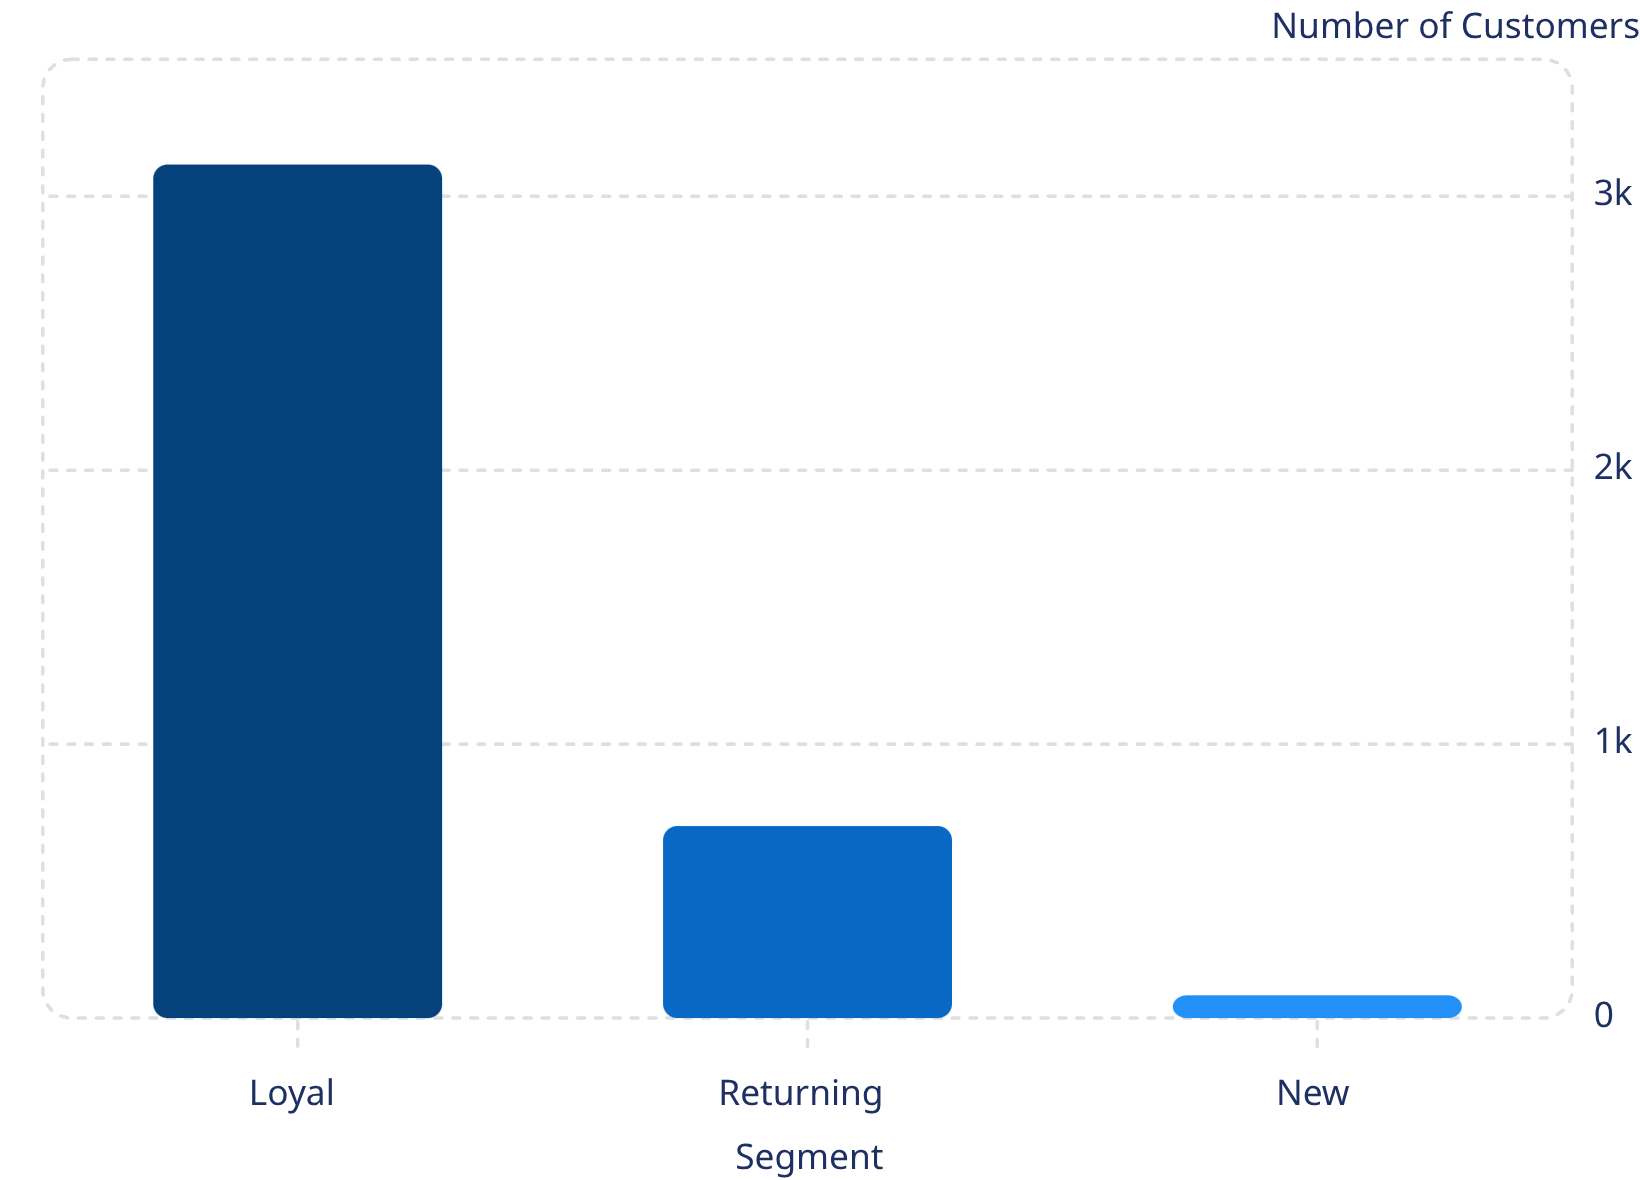 Number of Customers
3k
2k
1k
0
Loyal Returning New
Segment